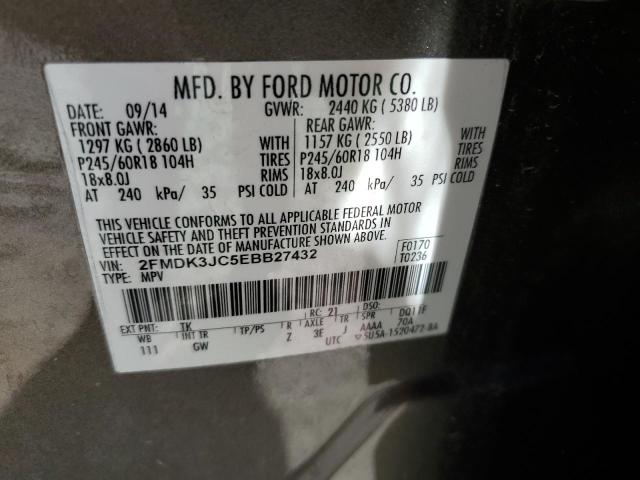 MFD. BY FORD MOTOR CO.
DATE: 09/14 GVWR: 2440 KG ( 5380 LB)
FRONT GAWR: REAR GAWR:
1297 KG ( 2860 LB) WITH 1157 KG ( 2550 LB) WITH
P245/60R18 104H TIRES P245/60R18 104H TIRES
18x8.0J RIMS 18x8.0J RIMS
AT 240 kPa/ 35 PSI COLD AT 240 kPa/ 35 PSI COLD
THIS VEHICLE CONFORMS TO ALL APPLICABLE FEDERAL MOTOR
VEHICLE SAFETY AND THEFT PREVENTION STANDARDS IN
EFFECT ON THE DATE OF MANUFACTURE SHOWN ABOVE.
VIN: 2FMDK3JC5EBB27432 F0170
TYPE: MPV T0236
EXT PNT: TK RC: 21 DSO:
WB INT TR TP/PS R AXLE TR SPR DQ11F
111 GW Z 3E J AAAA 70A
UTC ▽5U5A-1520472-BA